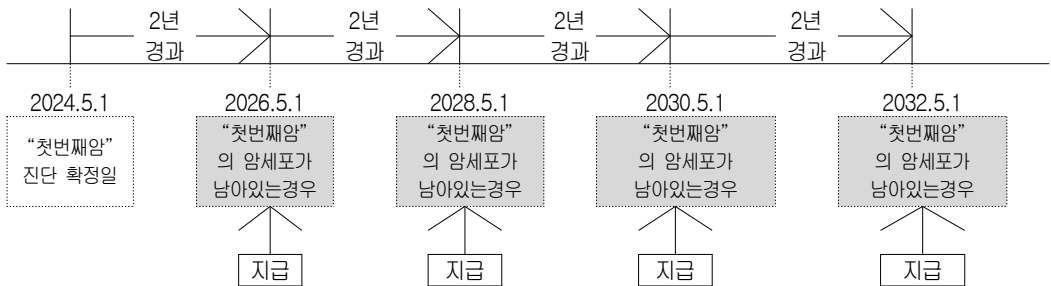 2년 2년 2년 2년
경과 경과 경과 경과
2024.5.1 2026.5.1 2028.5.1 2030.5.1 2032.5.1
“첫번째암”
진단 확정일
“첫번째암”
의 암세포가
남아있는경우
“첫번째암”
의 암세포가
남아있는경우
“첫번째암”
의 암세포가
남아있는경우
“첫번째암”
의 암세포가
남아있는경우
지급 지급 지급 지급